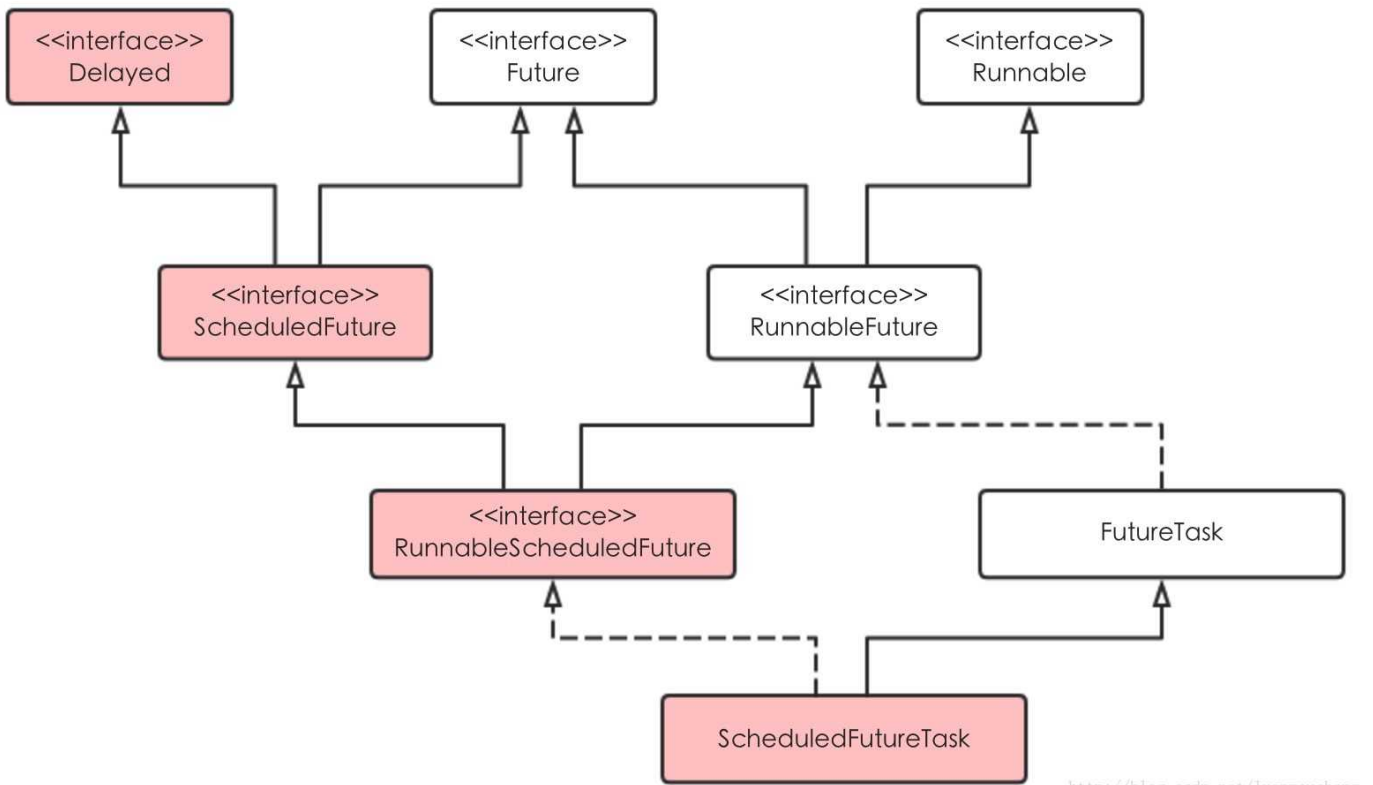 <<interface>>
Delayed
<<interface>>
Future
<<interface>>
Runnable
<<interface>>
ScheduledFuture
<<interface>>
RunnableFuture
<<interface>>
RunnableScheduledFuture
FutureTask
ScheduledFutureTask